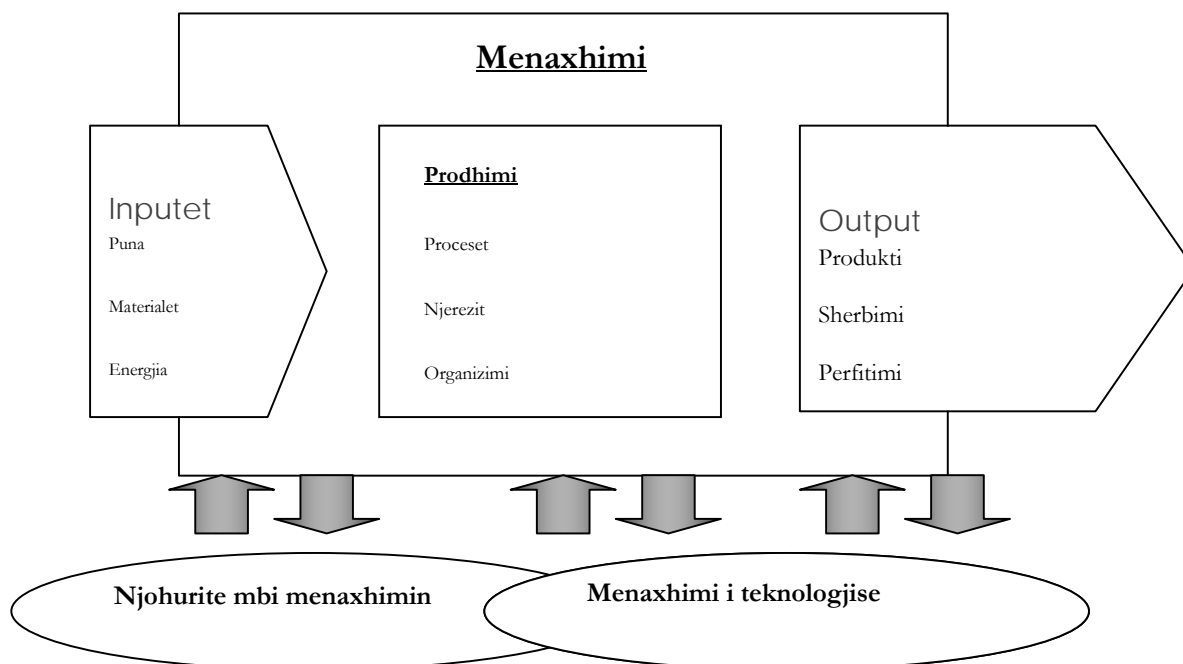 Menaxhimi
Inputet
Puna
Materialet
Energjia
Prodhimi
Proceset
Njerezit
Organizimi
Output
Produkti
Sherbimi
Perfitimi
Njohurite mbi menaxhimin
Menaxhimi i teknologjise